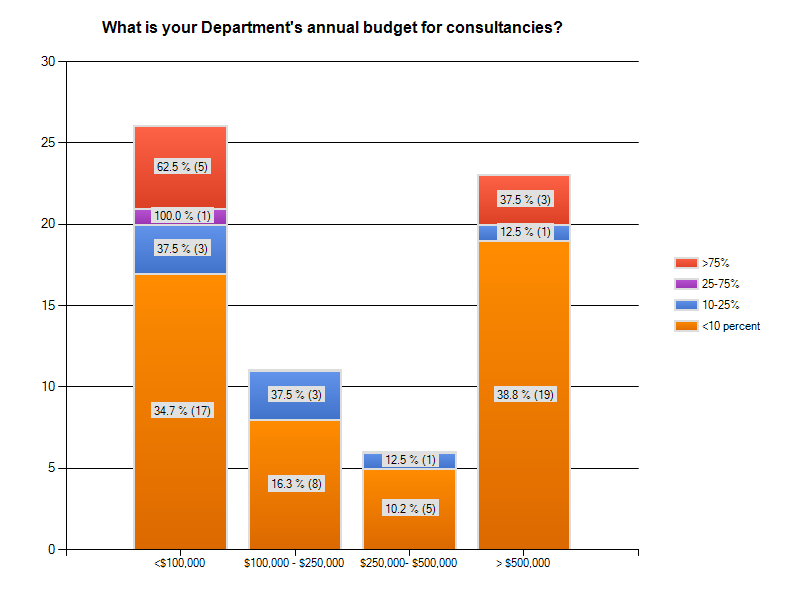 What is your Department's annual budget for consultancies?
30
25
20
15
10
5
0
62.5 % (5)
100.0 % (1)
37.5 % (3)
34.7 % (17)
37.5 % (3)
16.3 % (8)
12.5 % (1)
10.2 % (5)
37.5 % (3)
12.5 % (1)
38.8 % (19)
<$100,000
$100,000 - $250,000
$250,000- $500,000
> $500,000
>75%
25-75%
10-25%
<10 percent